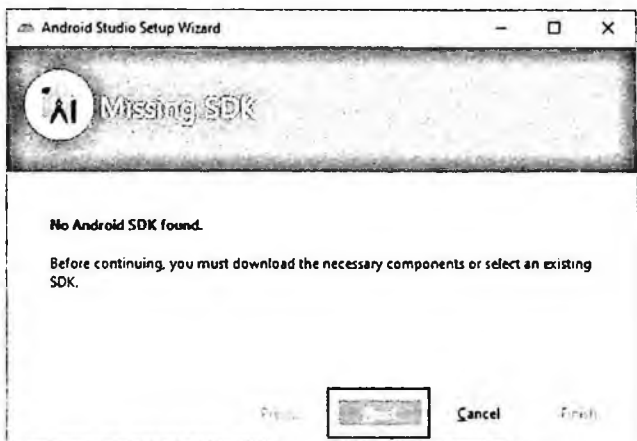 Android Studio Setup Wizard
Missing SDK
No Android SDK found.
Before continuing, you must download the necessary components or select an existing
SDK.
Cancel Finish